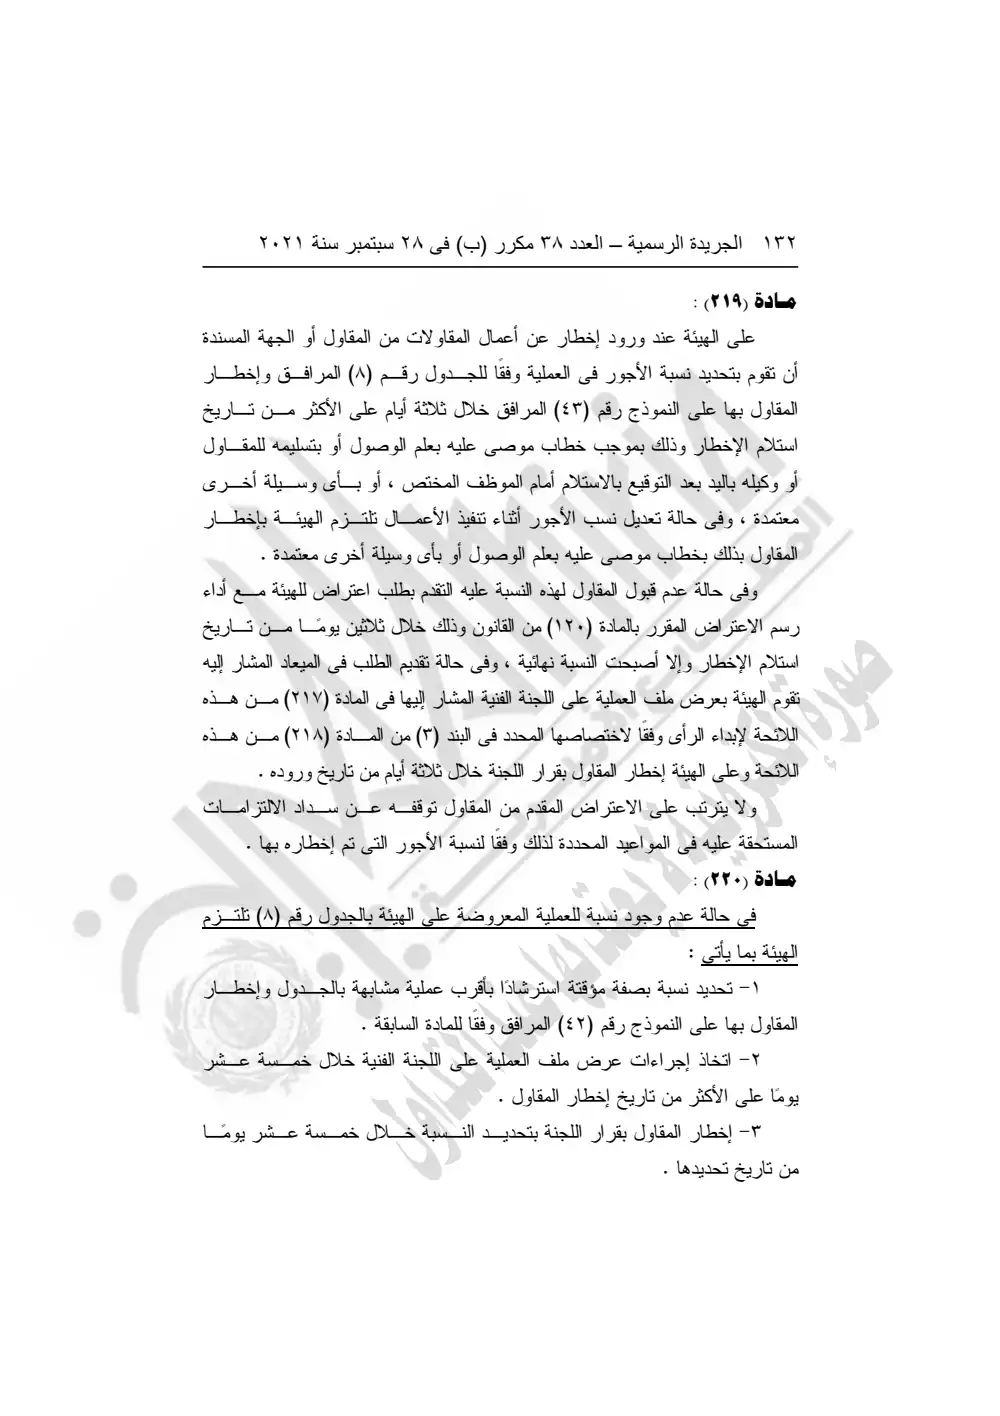 ١٣٢ الجريدة الرسمية – العدد ٣٨ مكرر (ب) فى ٢٨ سبتمبر سنة ٢٠٢١
مــادة (٢١٩) :
على الهيئة عند ورود إخطار عن أعمال المقاولات من المقاول أو الجهة المسندة
أن تقوم بتحديد نسبة الأجور فى العملية وفقًا للجدول رقم (٨) المرافق وإخطار
المقاول بها على النموذج رقم (٤٣) المرافق خلال ثلاثة أيام على الأكثر من تاريخ
استلام الإخطار وذلك بموجب خطاب موصى عليه بعلم الوصول أو بتسليمه للمقاول
أو وكيله باليد بعد التوقيع بالاستلام أمام الموظف المختص ، أو بأى وسيلة أخرى
معتمدة ، وفى حالة تعديل نسب الأجور أثناء تنفيذ الأعمال تلتزم الهيئة بإخطار
المقاول بذلك بخطاب موصى عليه بعلم الوصول أو بأى وسيلة أخرى معتمدة .
وفى حالة عدم قبول المقاول لهذه النسبة عليه التقدم بطلب اعتراض للهيئة مع أداء
رسم الاعتراض المقرر بالمادة (١٢٠) من القانون وذلك خلال ثلاثين يومًا من تاريخ
استلام الإخطار وإلا أصبحت النسبة نهائية ، وفى حالة تقديم الطلب فى الميعاد المشار إليه
تقوم الهيئة بعرض ملف العملية على اللجنة الفنية المشار إليها فى المادة (٢١٧) من هذه
اللائحة لإبداء الرأى وفقًا لاختصاصها المحدد فى البند (٣) من المادة (٢١٨) من هذه
اللائحة وعلى الهيئة إخطار المقاول بقرار اللجنة خلال ثلاثة أيام من تاريخ وروده .
ولا يترتب على الاعتراض المقدم من المقاول توقفه عن سداد الالتزامات
المستحقة عليه فى المواعيد المحددة لذلك وفقًا لنسبة الأجور التى تم إخطاره بها .
مــادة (٢٢٠) :
فى حالة عدم وجود نسبة للعملية المعروضة على الهيئة بالجدول رقم (٨) تلتزم
الهيئة بما يأتى :
١- تحديد نسبة بصفة مؤقتة استرشادًا بأقرب عملية مشابهة بالجدول وإخطار
المقاول بها على النموذج رقم (٤٢) المرافق وفقًا للمادة السابقة .
٢- اتخاذ إجراءات عرض ملف العملية على اللجنة الفنية خلال خمسة عشر
يومًا على الأكثر من تاريخ إخطار المقاول .
٣- إخطار المقاول بقرار اللجنة بتحديد النسبة خلال خمسة عشر يومًا
من تاريخ تحديدها .
صورة إلكترونية لا يعتد بها عند التداول